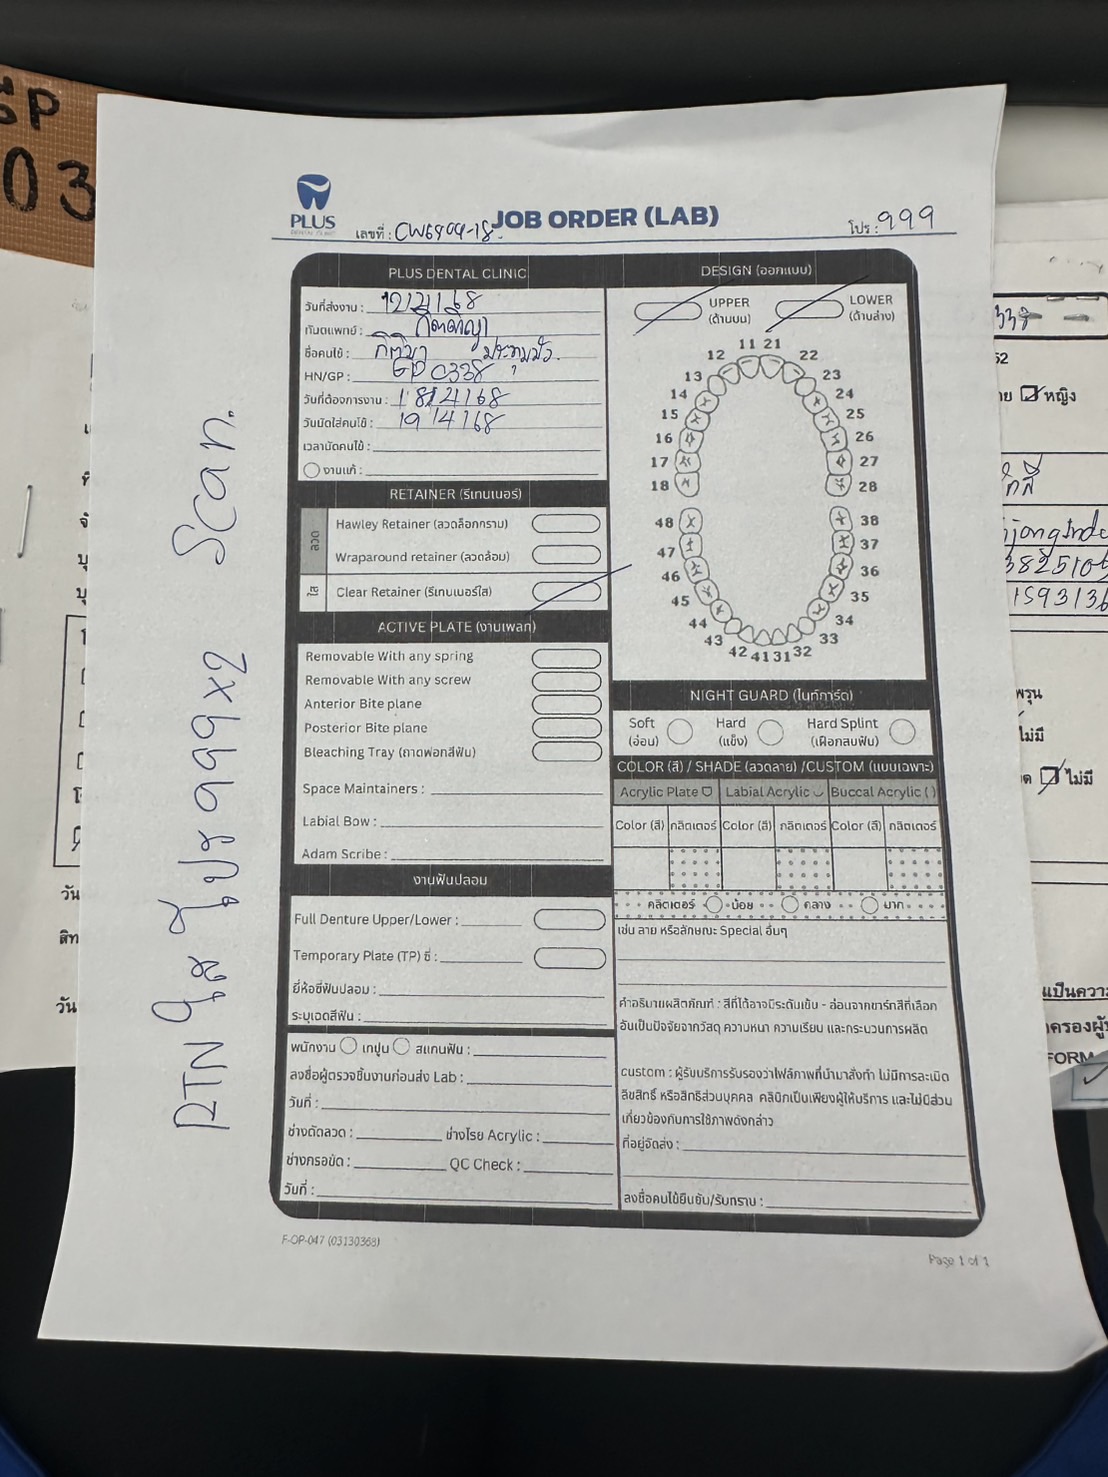 PLUS
DENTAL CLINIC
เลขที่ : CW6404-18
JOB ORDER (LAB)
โปร : 999
PLUS DENTAL CLINIC
วันที่ส่งงาน : 12/4/68
ทันตแพทย์ :
ชื่อคนไข้ :
HN/GP : GP 0338
วันที่ต้องการงาน : 18/4/68
วันนัดใส่คนไข้ : 19/4/68
เวลานัดคนไข้ :
งานแก้ :
RETAINER (รีเทนเนอร์)
ลวด
Hawley Retainer (ลวดล็อกกราม)
Wraparound retainer (ลวดล้อม)
ใส
Clear Retainer (รีเทนเนอร์ใส)
ACTIVE PLATE (งานเพลท)
Removable With any spring
Removable With any screw
Anterior Bite plane
Posterior Bite plane
Bleaching Tray (ถาดฟอกสีฟัน)
Space Maintainers :
Labial Bow :
Adam Scribe :
งานฟันปลอม
Full Denture Upper/Lower :
Temporary Plate (TP) ซี่ :
ยี่ห้อซี่ฟันปลอม :
ระบุเฉดสีฟัน :
พนักงาน เทปูน สแกนฟัน :
ลงชื่อผู้ตรวจชิ้นงานก่อนส่ง Lab :
วันที่ :
ช่างดัดลวด : ช่างโรย Acrylic :
ช่างกรอขัด : QC Check :
วันที่ :
DESIGN (ออกแบบ)
UPPER
(ด้านบน)
LOWER
(ด้านล่าง)
11 21
12 22
13 23
14 24
15 25
16 26
17 27
18 28
48 38
47 37
46 36
45 35
44 34
43 33
42 41 31 32
NIGHT GUARD (ไนท์การ์ด)
Soft
(อ่อน)
Hard
(แข็ง)
Hard Splint
(เฝือกสบฟัน)
COLOR (สี) / SHADE (ลวดลาย) /CUSTOM (แบบเฉพาะ)
Acrylic Plate Labial Acrylic Buccal Acrylic ( )
Color (สี) กลิตเตอร์ Color (สี) กลิตเตอร์ Color (สี) กลิตเตอร์
กลิตเตอร์ น้อย กลาง มาก
เช่น ลาย หรือลักษณะ Special อื่นๆ
คำอธิบายผลิตภัณฑ์ : สีที่ได้อาจมีระดับเข้ม - อ่อนจากชาร์ทสีที่เลือก
อันเป็นปัจจัยจากวัสดุ ความหนา ความเรียบ และกระบวนการผลิต
custom : ผู้รับบริการรับรองว่าไฟล์ภาพที่นำมาสั่งทำ ไม่มีการละเมิด
ลิขสิทธิ์ หรือสิทธิส่วนบุคคล คลินิกเป็นเพียงผู้ให้บริการ และไม่มีส่วน
เกี่ยวข้องกับการใช้ภาพดังกล่าว
ที่อยู่จัดส่ง :
ลงชื่อคนไข้ยืนยัน/รับทราบ :
F-OP-047 (03130368)
Page 1 of 1
RTN ใส โปร 999 x2 Scan.
หญิง
ไม่มี
ไม่มี
FORM
วัน
สิท
วัน
03